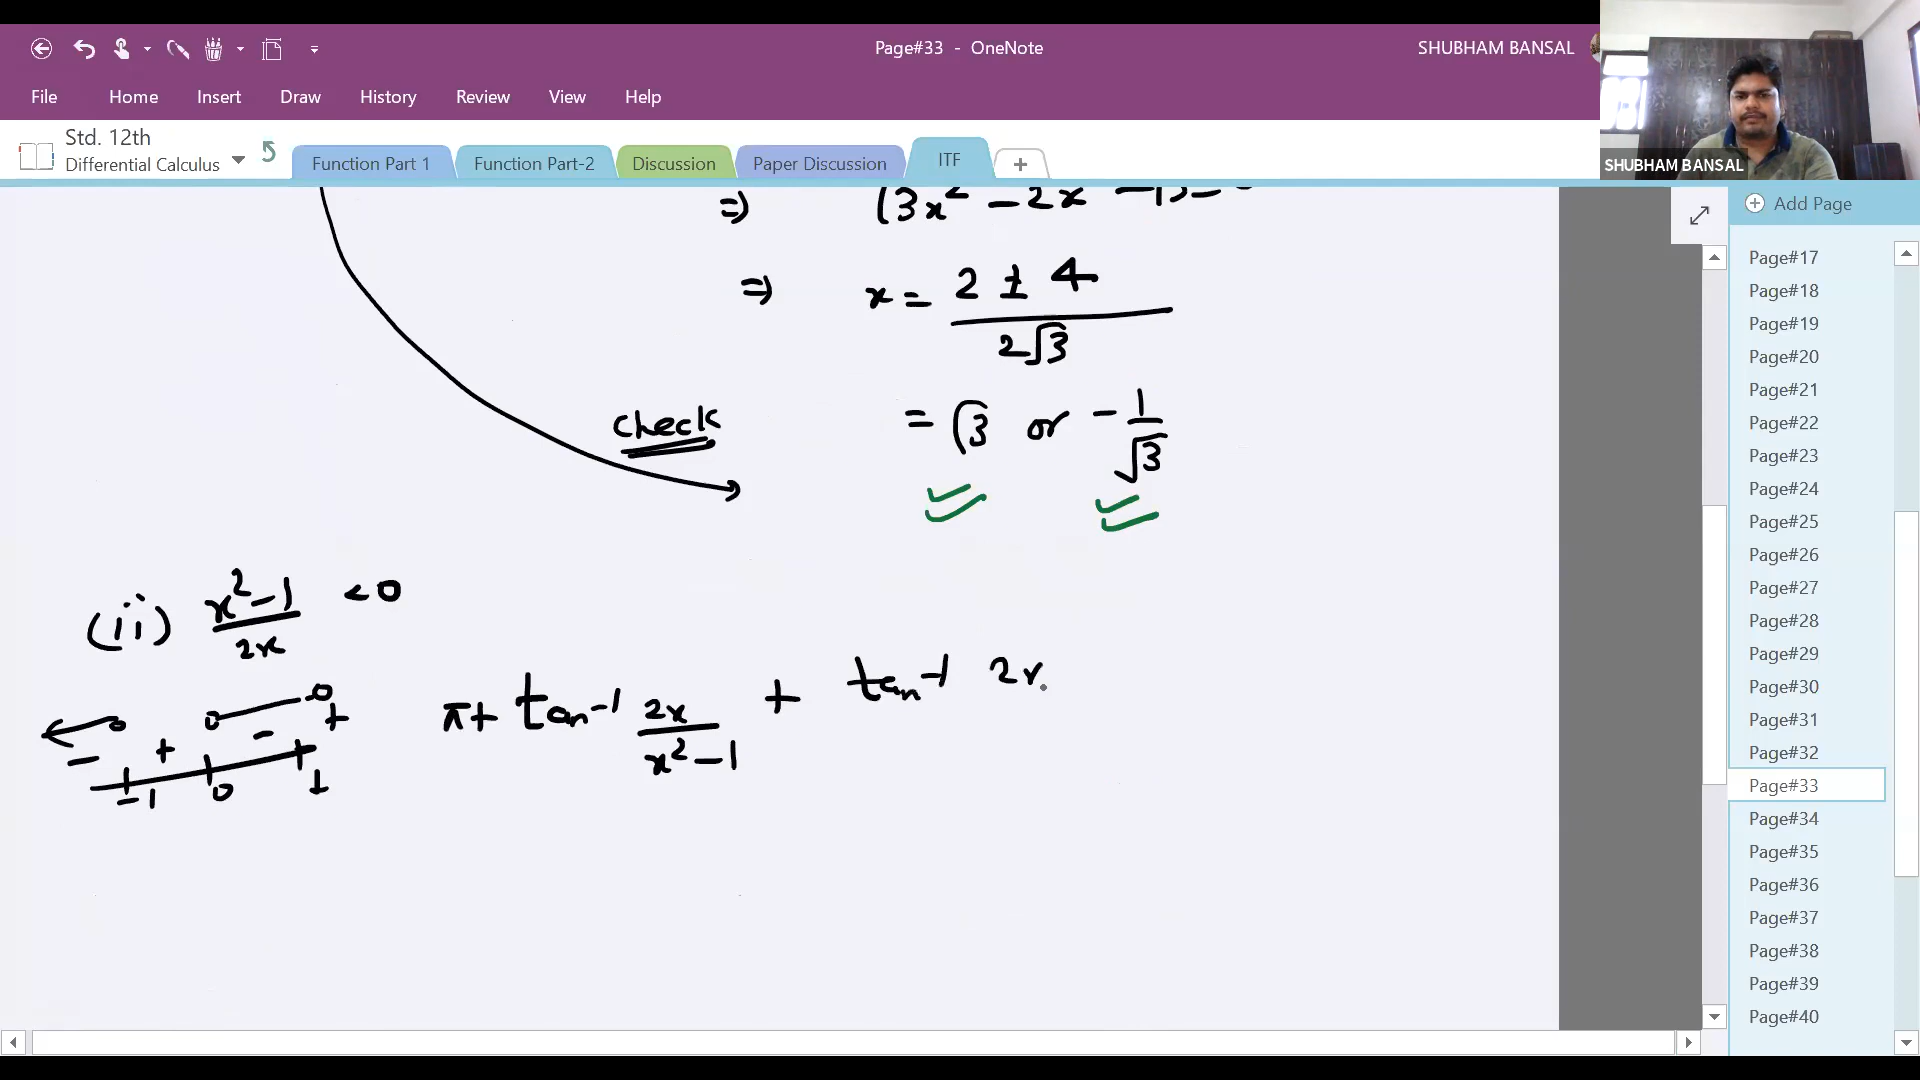 Page#33 - OneNote
SHUBHAM BANSAL
File Home Insert Draw History Review View Help
Std. 12th
Differential Calculus
Function Part 1
Function Part-2
Discussion
Paper Discussion
ITF
SHUBHAM BANSAL
Add Page
Page#17
Page#18
Page#19
Page#20
Page#21
Page#22
Page#23
Page#24
Page#25
Page#26
Page#27
Page#28
Page#29
Page#30
Page#31
Page#32
Page#33
Page#34
Page#35
Page#36
Page#37
Page#38
Page#39
Page#40
⇒ (3x² - 2x - 1)
⇒ x = 2 ± 4
2√3
check = √3 or - 1
√3
(ii) x² - 1 < 0
2x
π + tan⁻¹ 2x + tan⁻¹ 2x
x² - 1
- + - +
-1 0 1